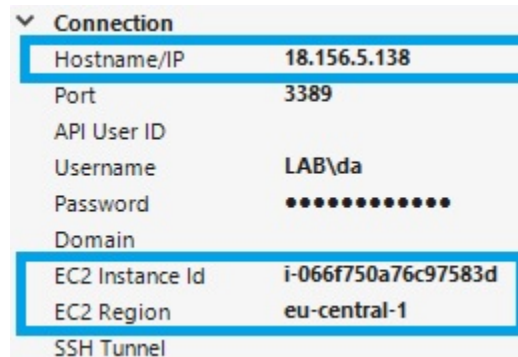 Connection
Hostname/IP 18.156.5.138
Port 3389
API User ID
Username LAB\da
Password ●●●●●●●●●●●●
Domain
EC2 Instance Id i-066f750a76c97583d
EC2 Region eu-central-1
SSH Tunnel